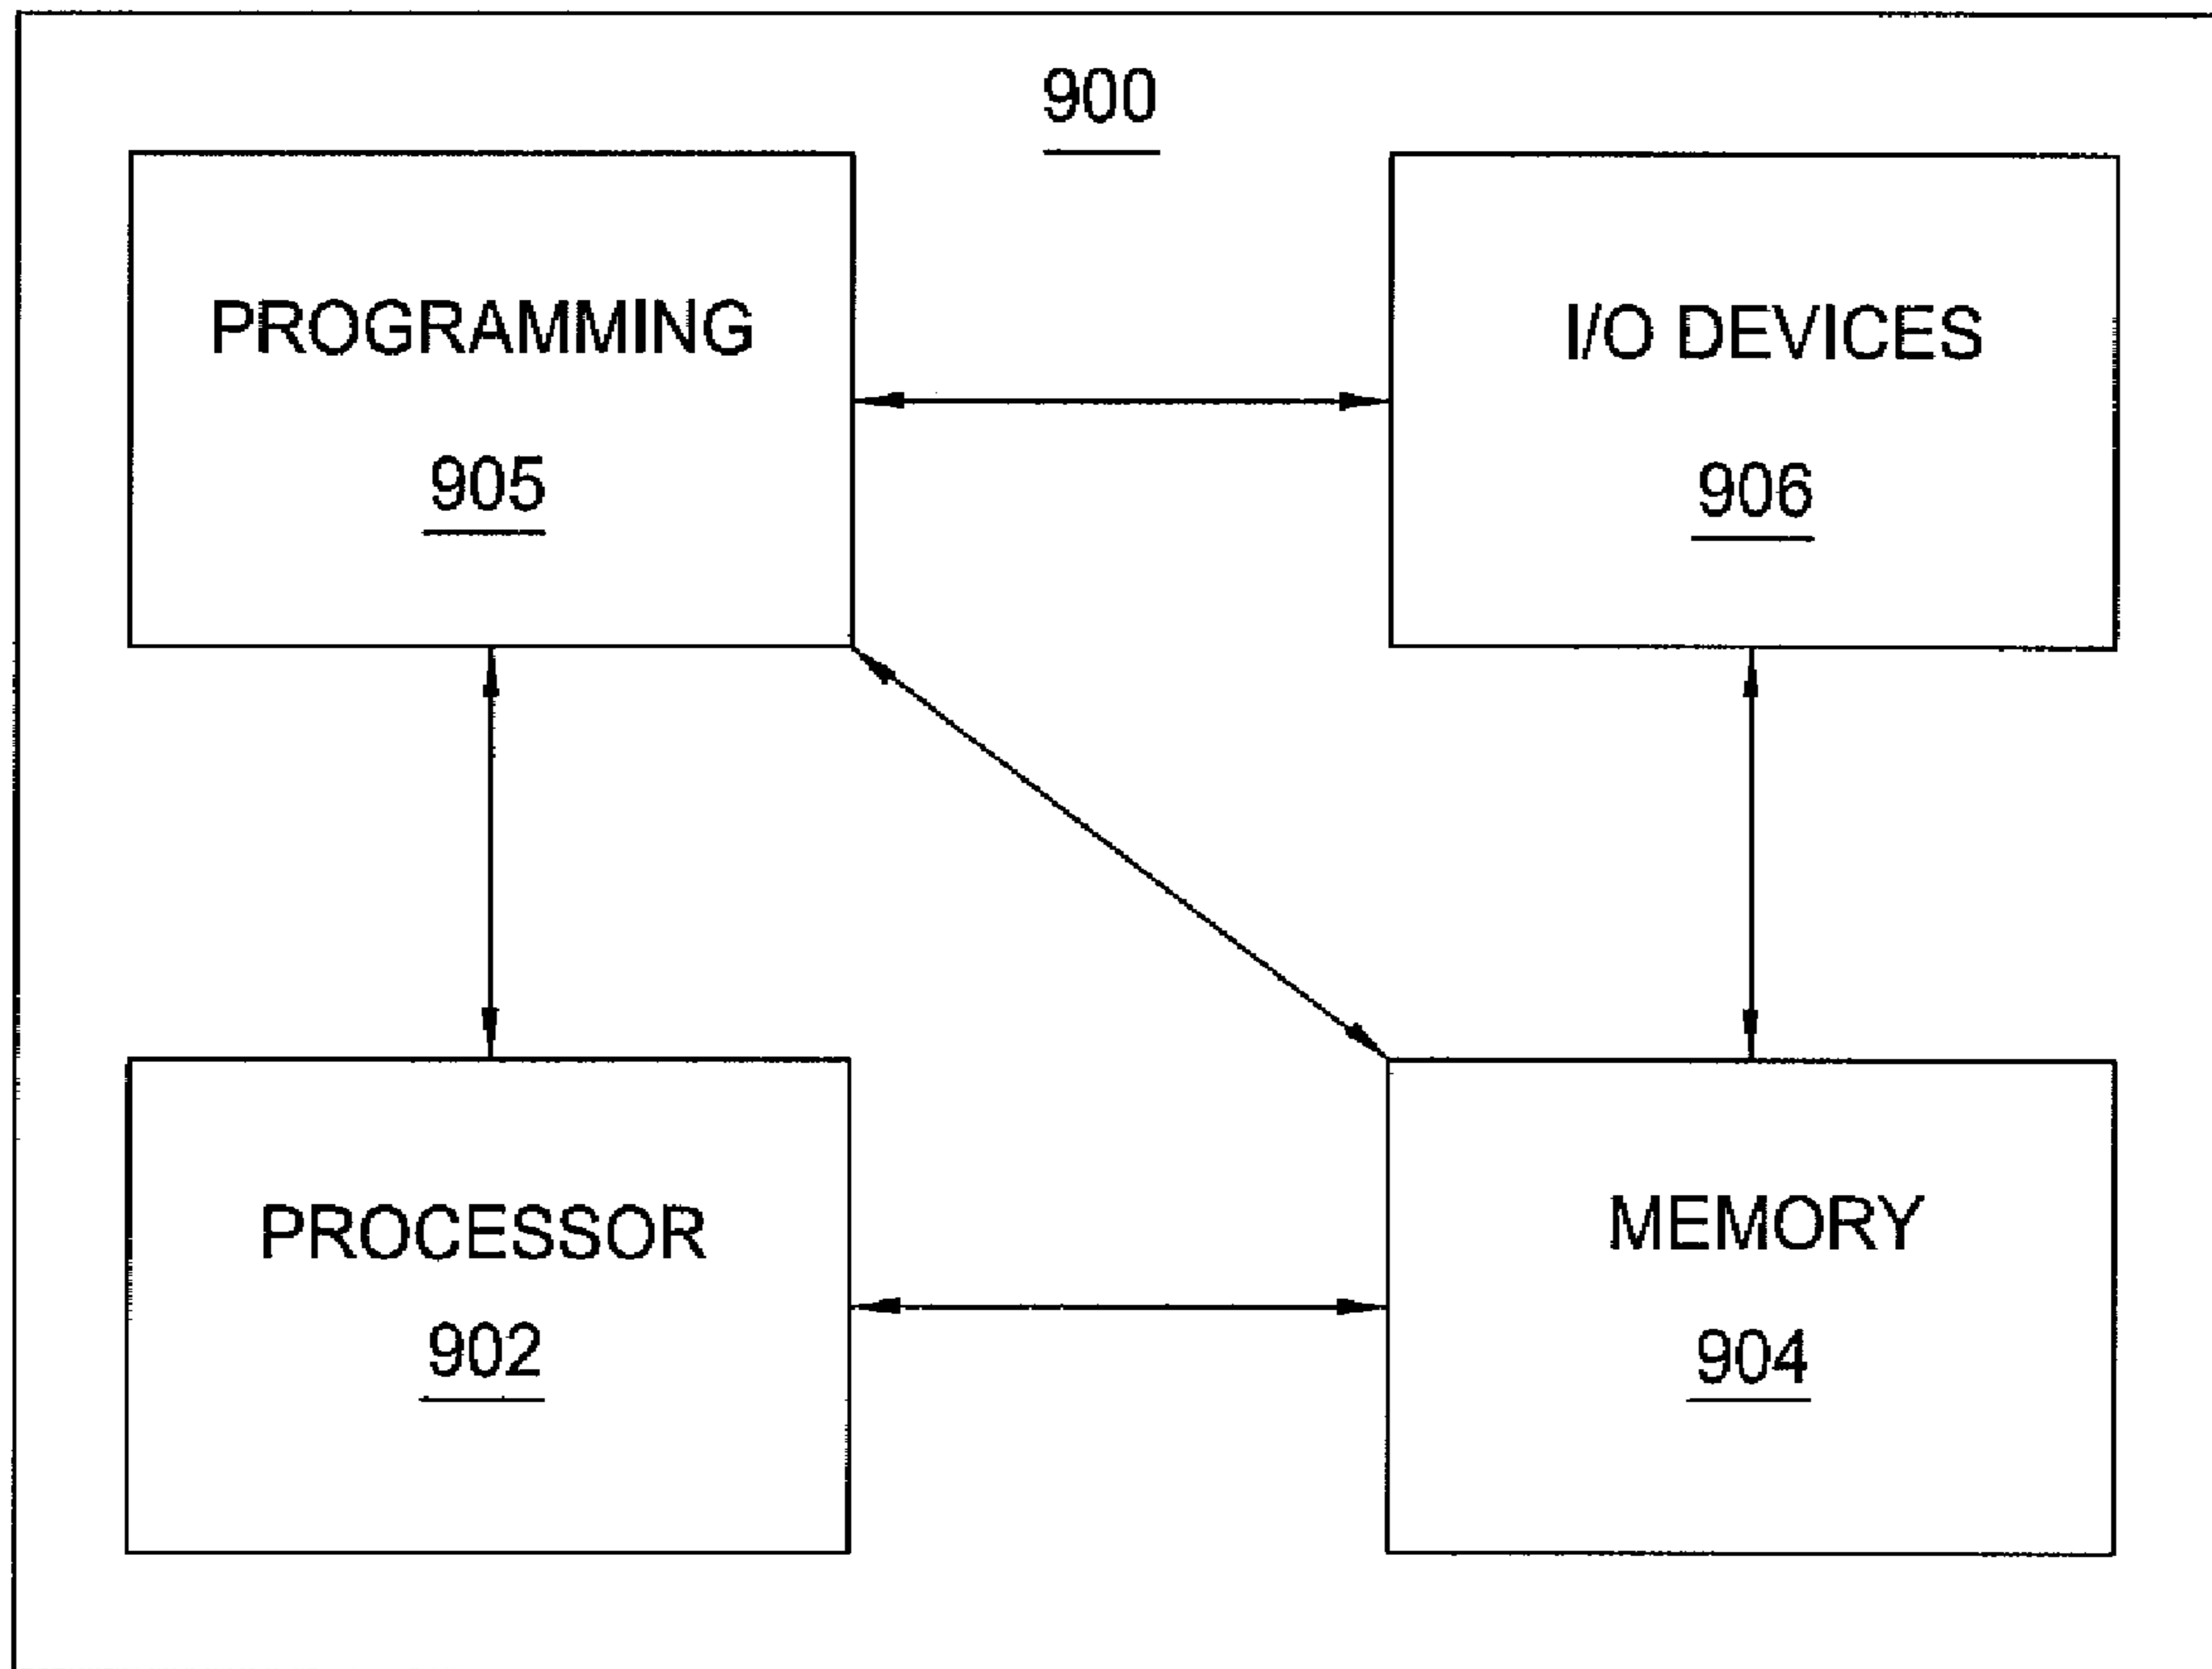 900
PROGRAMMING
905
I/O DEVICES
906
PROCESSOR
902
MEMORY
904